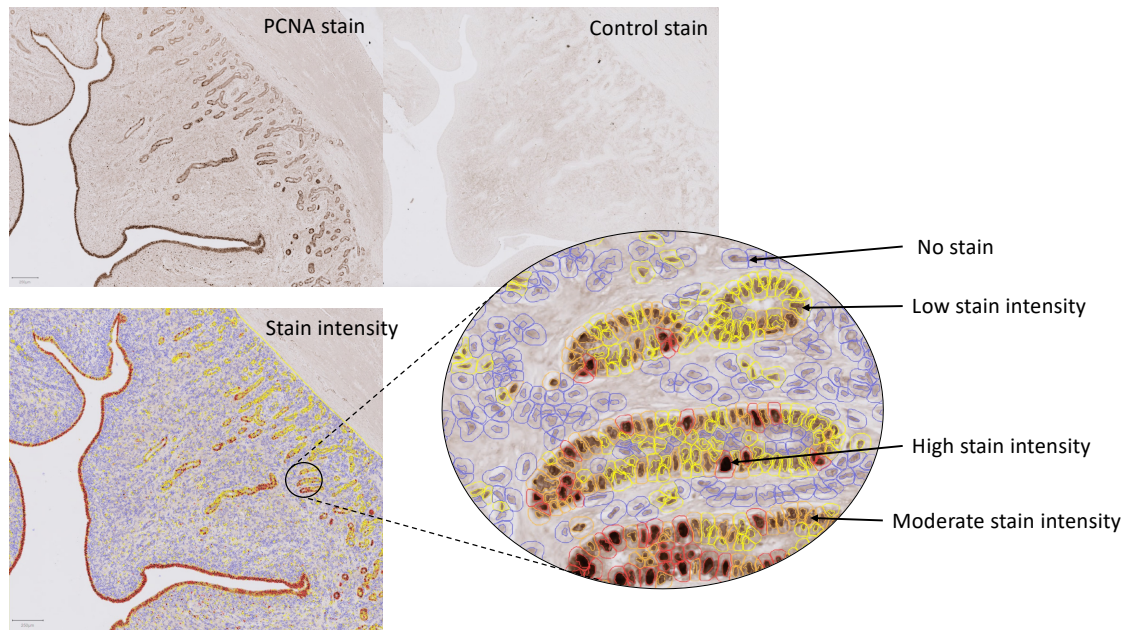 PCNA stain
Control stain
No stain
Low stain intensity
Stain intensity
High stain intensity
Moderate stain intensity